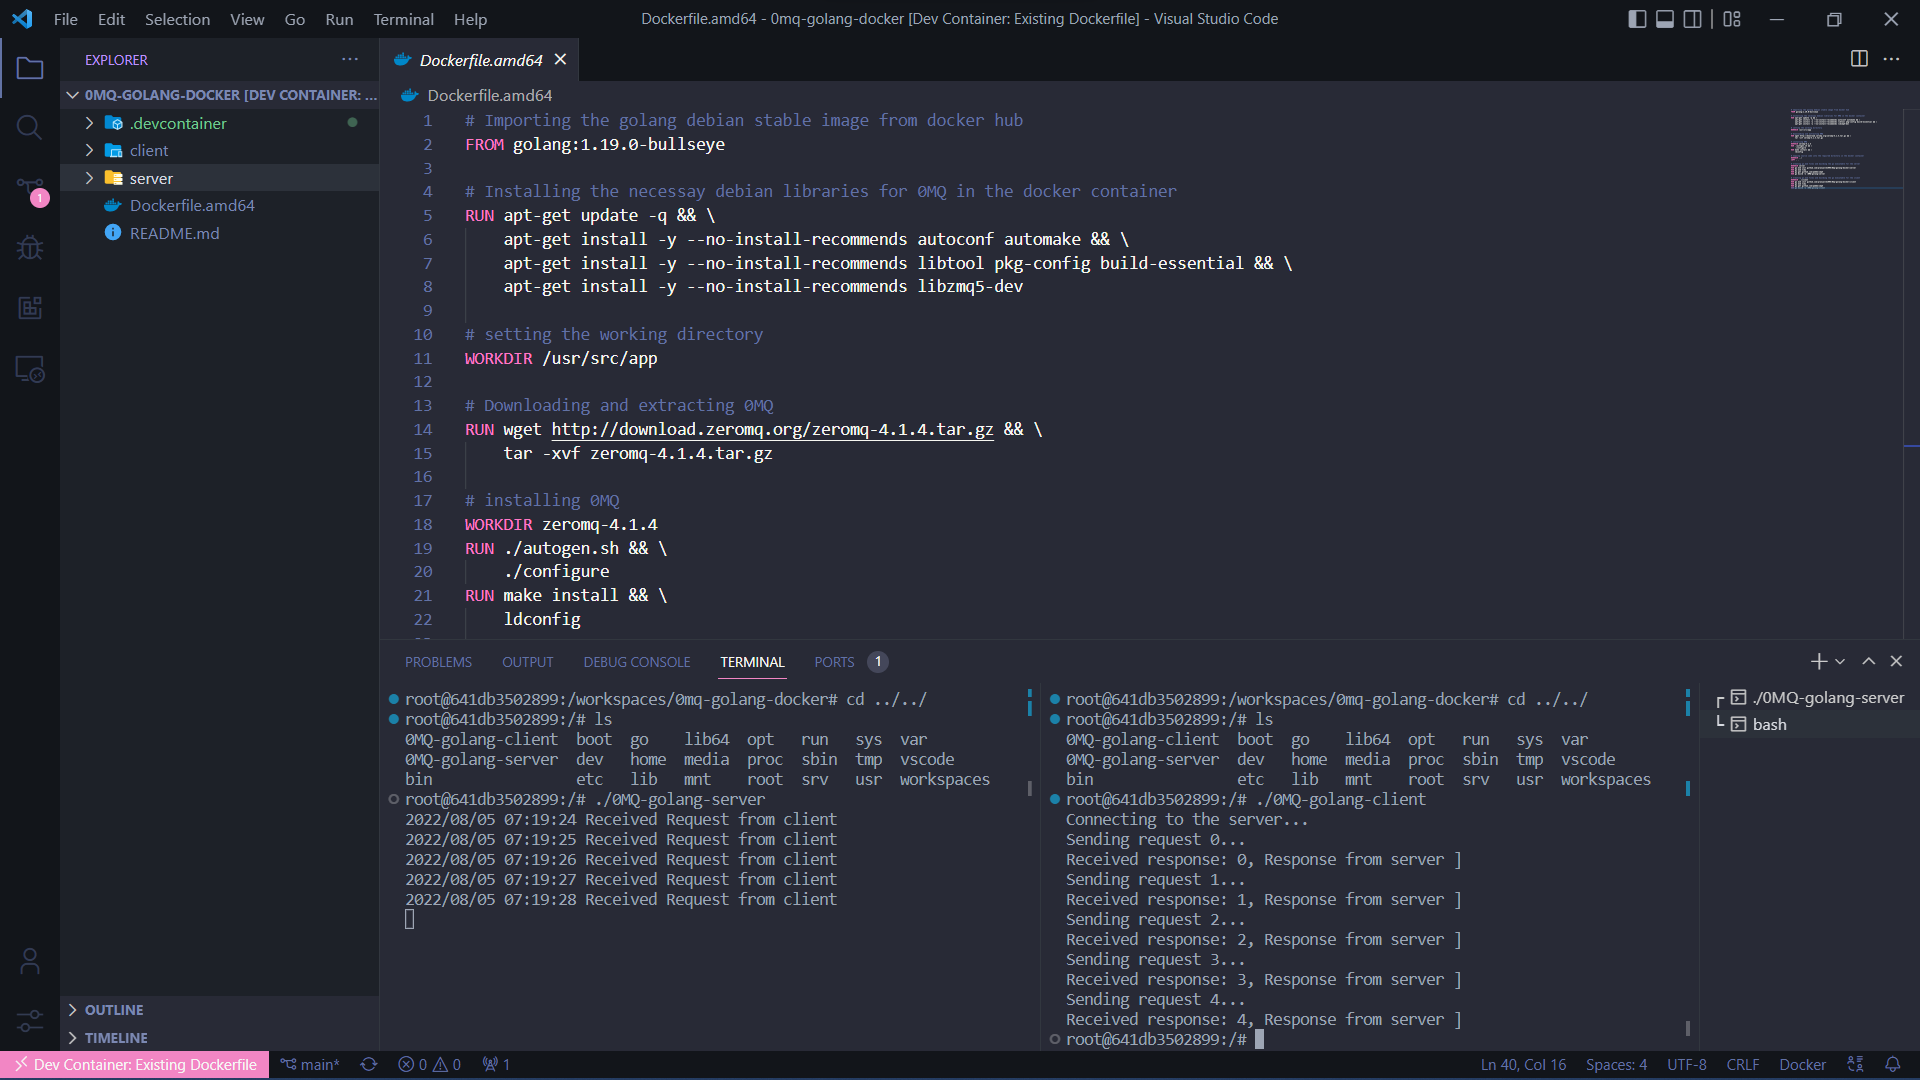 File Edit Selection View Go Run Terminal Help
Dockerfile.amd64 - 0mq-golang-docker [Dev Container: Existing Dockerfile] - Visual Studio Code
EXPLORER
0MQ-GOLANG-DOCKER [DEV CONTAINER: ...
.devcontainer
client
server
Dockerfile.amd64
README.md
1
OUTLINE
TIMELINE
Dockerfile.amd64
Dockerfile.amd64
1 # Importing the golang debian stable image from docker hub
2 FROM golang:1.19.0-bullseye
3
4 # Installing the necessay debian libraries for 0MQ in the docker container
5 RUN apt-get update -q && \
6 apt-get install -y --no-install-recommends autoconf automake && \
7 apt-get install -y --no-install-recommends libtool pkg-config build-essential && \
8 apt-get install -y --no-install-recommends libzmq5-dev
9
10 # setting the working directory
11 WORKDIR /usr/src/app
12
13 # Downloading and extracting 0MQ
14 RUN wget http://download.zeromq.org/zeromq-4.1.4.tar.gz && \
15 tar -xvf zeromq-4.1.4.tar.gz
16
17 # installing 0MQ
18 WORKDIR zeromq-4.1.4
19 RUN ./autogen.sh && \
20 ./configure
21 RUN make install && \
22 ldconfig
PROBLEMS OUTPUT DEBUG CONSOLE TERMINAL PORTS 1
root@641db3502899:/workspaces/0mq-golang-docker# cd ../../
root@641db3502899:/# ls
0MQ-golang-client boot go lib64 opt run sys var
0MQ-golang-server dev home media proc sbin tmp vscode
bin etc lib mnt root srv usr workspaces
root@641db3502899:/# ./0MQ-golang-server
2022/08/05 07:19:24 Received Request from client
2022/08/05 07:19:25 Received Request from client
2022/08/05 07:19:26 Received Request from client
2022/08/05 07:19:27 Received Request from client
2022/08/05 07:19:28 Received Request from client
root@641db3502899:/workspaces/0mq-golang-docker# cd ../../
root@641db3502899:/# ls
0MQ-golang-client boot go lib64 opt run sys var
0MQ-golang-server dev home media proc sbin tmp vscode
bin etc lib mnt root srv usr workspaces
root@641db3502899:/# ./0MQ-golang-client
Connecting to the server...
Sending request 0...
Received response: 0, Response from server ]
Sending request 1...
Received response: 1, Response from server ]
Sending request 2...
Received response: 2, Response from server ]
Sending request 3...
Received response: 3, Response from server ]
Sending request 4...
Received response: 4, Response from server ]
root@641db3502899:/#
./0MQ-golang-server
bash
Dev Container: Existing Dockerfile main* 0 0 1
Ln 40, Col 16 Spaces: 4 UTF-8 CRLF Docker